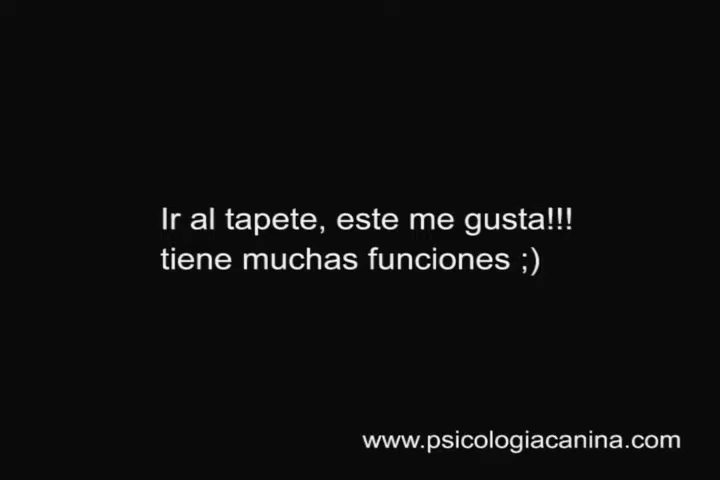 Ir al tapete, este me gusta!!!
tiene muchas funciones ;)
www.psicologiacanina.com